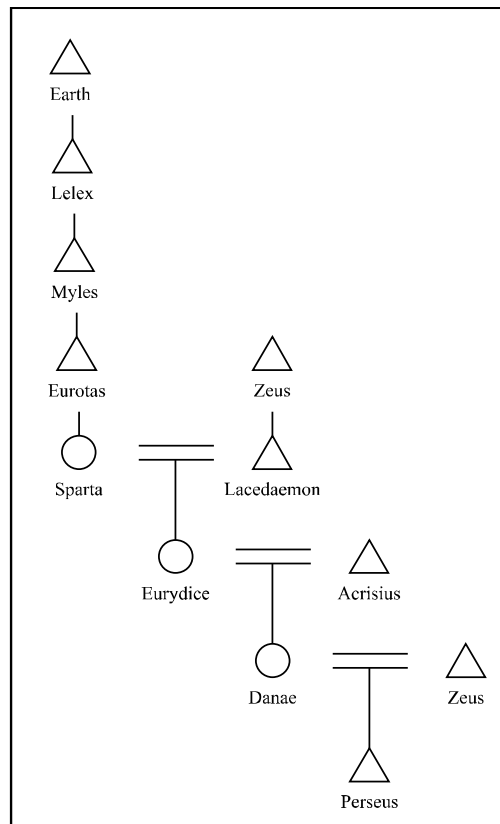 Earth
Lelex
Myles
Eurotas
Zeus
Sparta
Lacedaemon
Eurydice
Acrisius
Danae
Zeus
Perseus